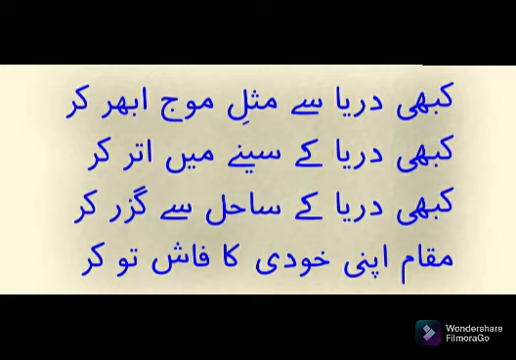 کبھی دریا سے مثلِ موج ابھر کر
کبھی دریا کے سینے میں اتر کر
کبھی دریا کے ساحل سے گزر کر
مقام اپنی خودی کا فاش تو کر
Wondershare
FilmoraGo